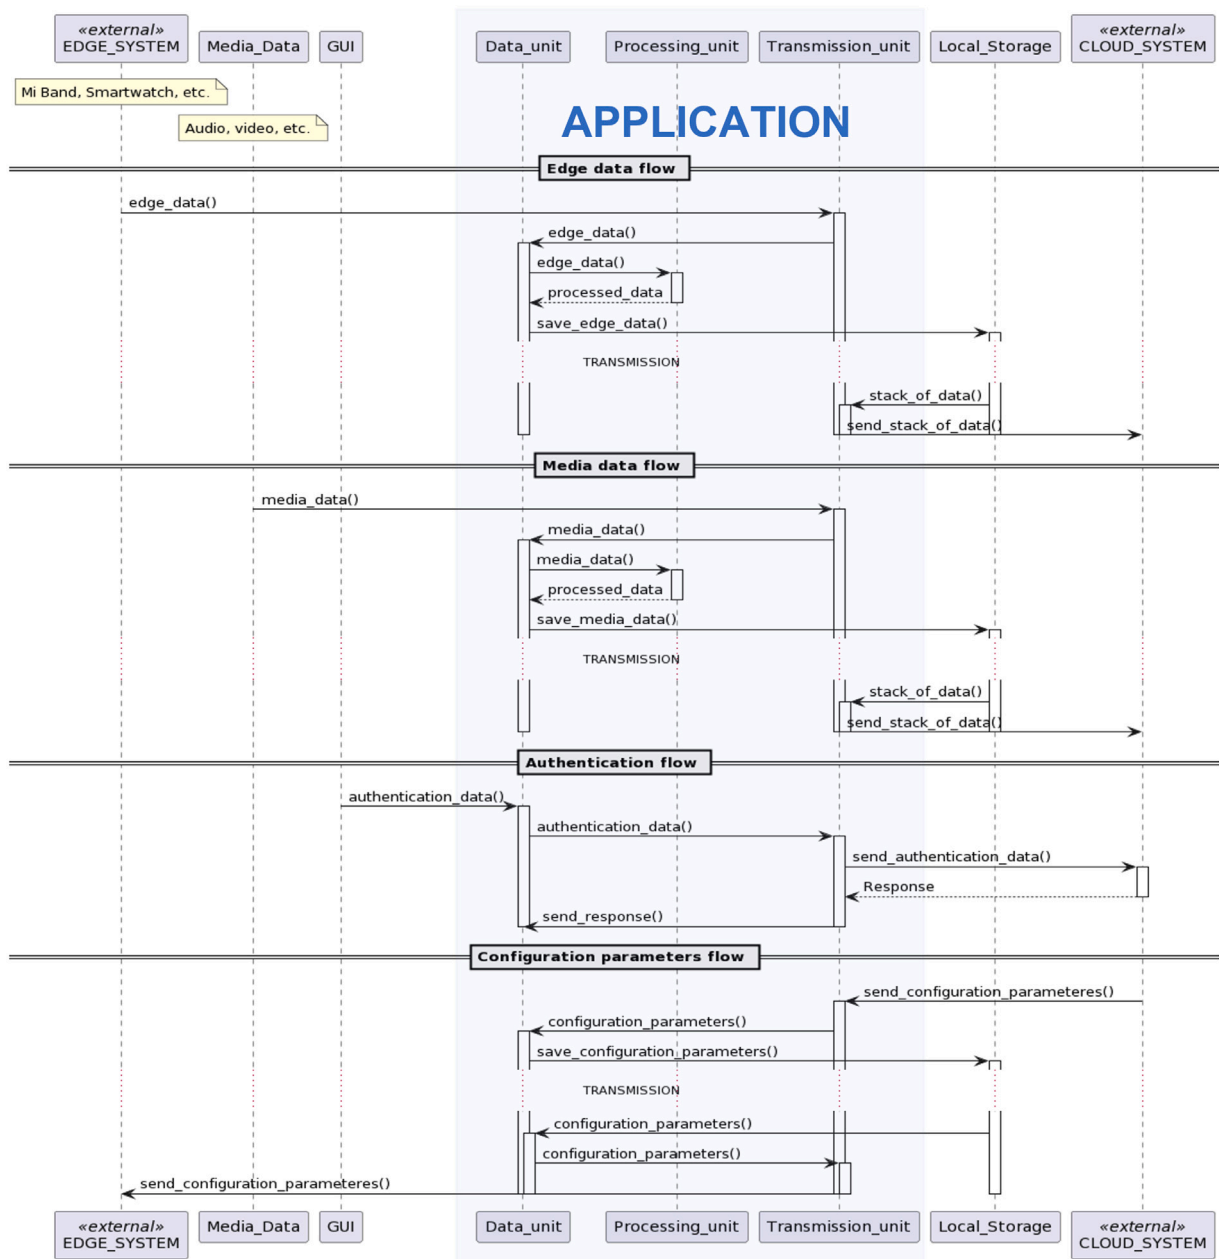 «external»
EDGE_SYSTEM
Media_Data
GUI
Data_unit
Processing_unit
Transmission_unit
Local_Storage
«external»
CLOUD_SYSTEM
Mi Band, Smartwatch, etc.
Audio, video, etc.
APPLICATION
Edge data flow
edge_data()
edge_data()
edge_data()
processed_data
save_edge_data()
TRANSMISSION
stack_of_data()
send_stack_of_data()
Media data flow
media_data()
media_data()
media_data()
processed_data
save_media_data()
TRANSMISSION
stack_of_data()
send_stack_of_data()
Authentication flow
authentication_data()
authentication_data()
send_authentication_data()
Response
send_response()
Configuration parameters flow
send_configuration_parameteres()
configuration_parameters()
save_configuration_parameters()
TRANSMISSION
configuration_parameters()
configuration_parameters()
send_configuration_parameteres()
«external»
EDGE_SYSTEM
Media_Data
GUI
Data_unit
Processing_unit
Transmission_unit
Local_Storage
«external»
CLOUD_SYSTEM